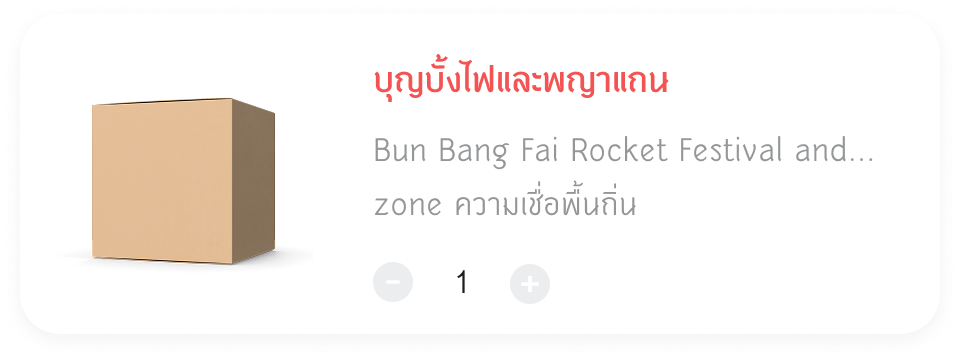 บุญบั้งไฟและพญาแถน
Bun Bang Fai Rocket Festival and...
zone ความเชื่อพื้นถิ่น
- 1 +